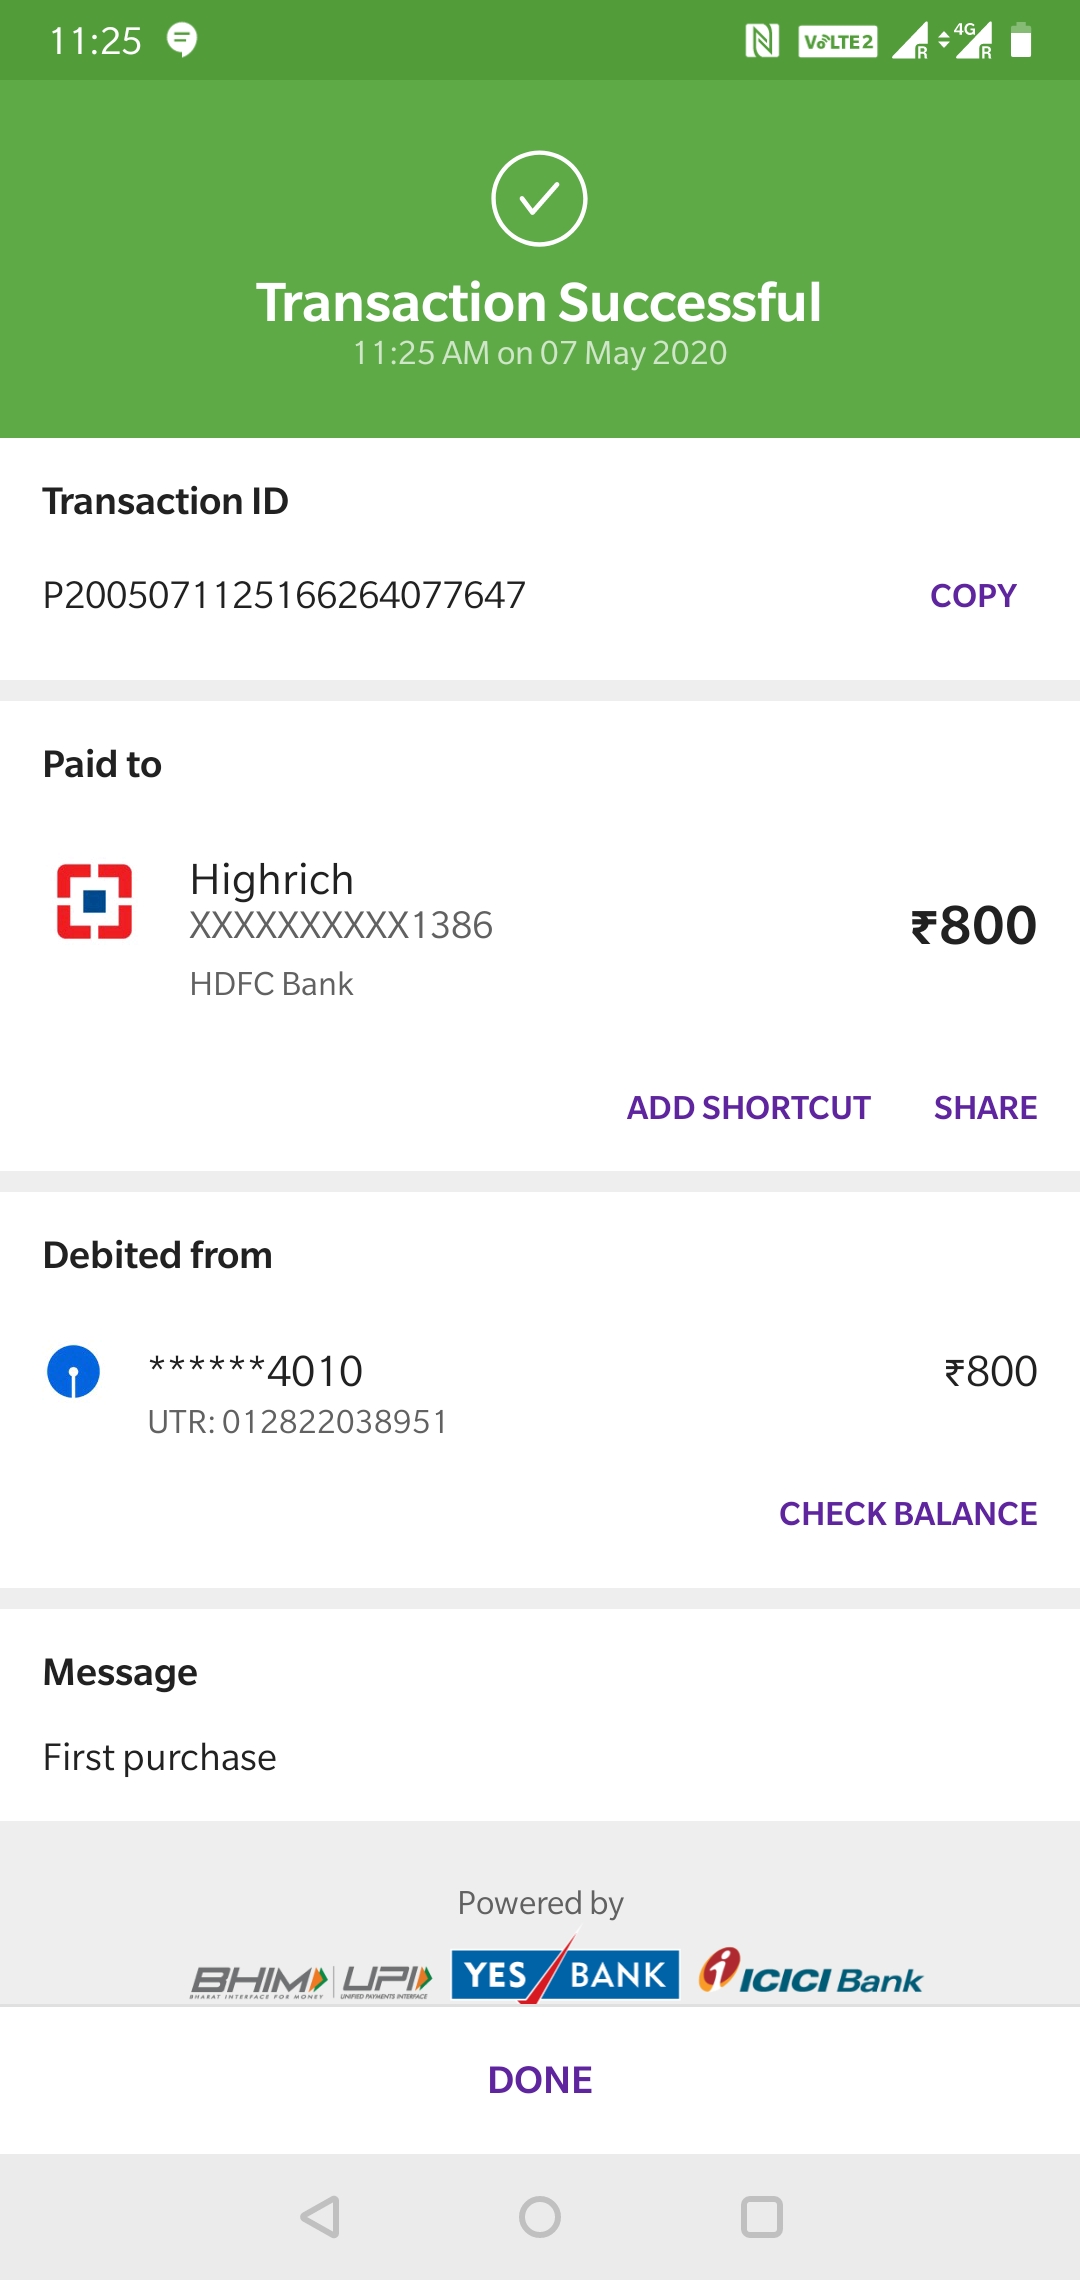 11:25
VoLTE2
R
4G
R
Transaction Successful
11:25 AM on 07 May 2020
Transaction ID
P2005071125166264077647
COPY
Paid to
Highrich
XXXXXXXXXX1386
₹800
HDFC Bank
ADD SHORTCUT
SHARE
Debited from
******4010
₹800
UTR: 012822038951
CHECK BALANCE
Message
First purchase
Powered by
BHIM UPI YES BANK ICICI Bank
BHARAT INTERFACE FOR MONEY UNIFIED PAYMENTS INTERFACE
DONE